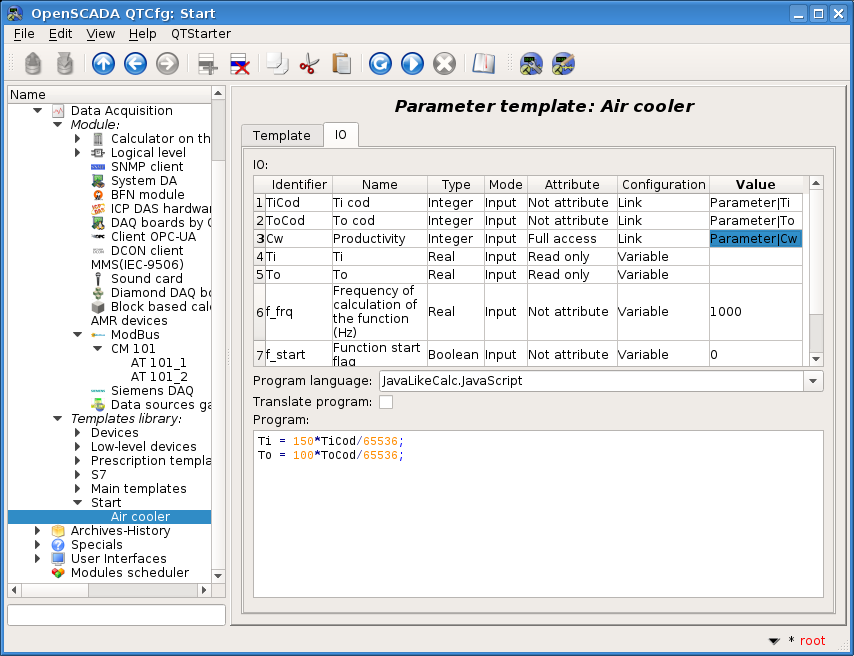 OpenSCADA QTCfg: Start
File Edit View Help QTStarter
Name
Data Acquisition
Module:
Calculator on th
Logical level
SNMP client
System DA
BFN module
ICP DAS hardwar
DAQ boards by
Client OPC-UA
DCON client
MMS(IEC-9506)
Sound card
Diamond DAQ bo
Block based calc
AMR devices
ModBus
CM 101
AT 101_1
AT 101_2
Siemens DAQ
Data sources ga
Templates library:
Devices
Low-level devices
Prescription templa
S7
Main templates
Start
Air cooler
Archives-History
Specials
User Interfaces
Modules scheduler
Parameter template: Air cooler
Template IO
IO:
Identifier Name Type Mode Attribute Configuration Value
1 TiCod Ti cod Integer Input Not attribute Link Parameter|Ti
2 ToCod To cod Integer Input Not attribute Link Parameter|To
3 Cw Productivity Integer Input Full access Link Parameter|Cw
4 Ti Ti Real Input Read only Variable
5 To To Real Input Read only Variable
6 f_frq Frequency of calculation of the function (Hz) Real Input Not attribute Variable 1000
7 f_start Function start flag Boolean Input Not attribute Variable 0
Program language: JavaLikeCalc.JavaScript
Translate program:
Program:
Ti = 150*TiCod/65536;
To = 100*ToCod/65536;
* root